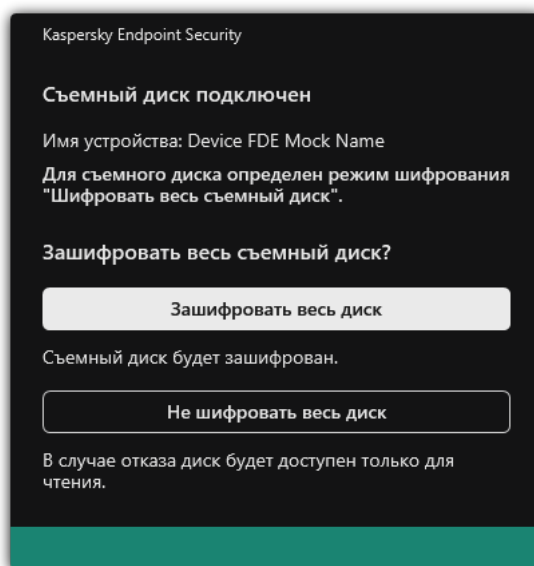 Kaspersky Endpoint Security
Съемный диск подключен
Имя устройства: Device FDE Mock Name
Для съемного диска определен режим шифрования
"Шифровать весь съемный диск".
Зашифровать весь съемный диск?
Зашифровать весь диск
Съемный диск будет зашифрован.
Не шифровать весь диск
В случае отказа диск будет доступен только для
чтения.